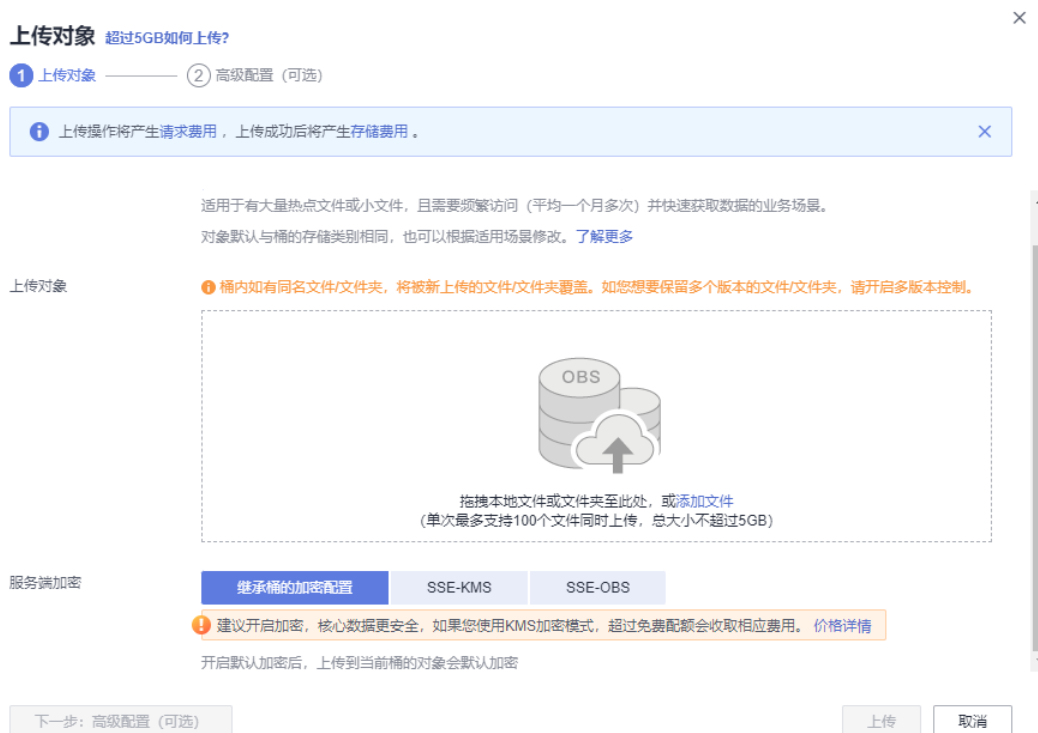 上传对象 超过5GB如何上传?
1 上传对象 2 高级配置（可选）
上传操作将产生请求费用 ，上传成功后将产生存储费用 。
适用于有大量热点文件或小文件，且需要频繁访问（平均一个月多次）并快速获取数据的业务场景。
对象默认与桶的存储类别相同，也可以根据适用场景修改。了解更多
上传对象
桶内如有同名文件/文件夹，将被新上传的文件/文件夹覆盖。如您想要保留多个版本的文件/文件夹，请开启多版本控制。
OBS
拖拽本地文件或文件夹至此处，或添加文件
(单次最多支持100个文件同时上传，总大小不超过5GB)
服务端加密
继承桶的加密配置 SSE-KMS SSE-OBS
建议开启加密，核心数据更安全，如果您使用KMS加密模式，超过免费配额会收取相应费用。 价格详情
开启默认加密后，上传到当前桶的对象会默认加密
下一步：高级配置（可选） 上传 取消